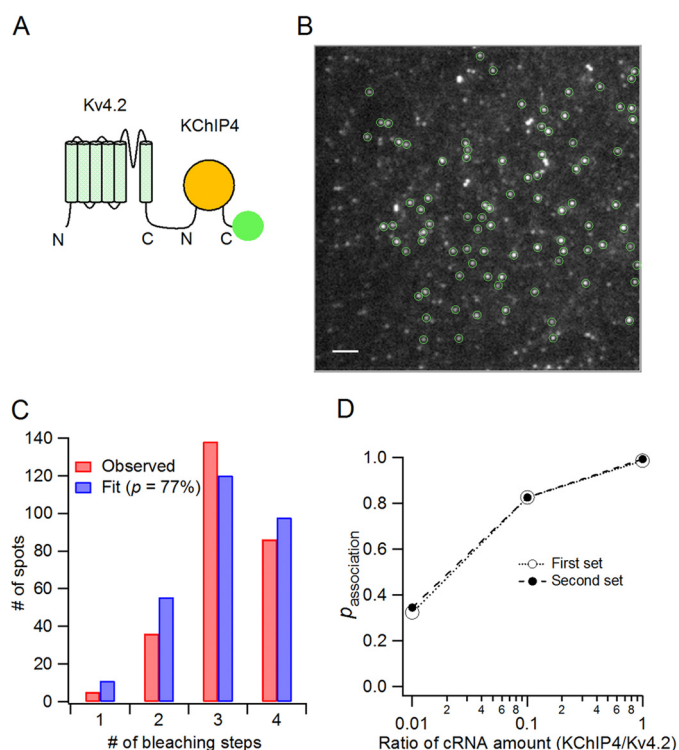 A
Kv4.2
KChIP4
N
C
N
C
B
C
140
120
100
80
60
40
20
0
# of spots
Observed
Fit (p = 77%)
1
2
3
4
# of bleaching steps
D
1.0
0.8
0.6
0.4
0.2
0.0
p association
First set
Second set
0.01
2
4
6
8
0.1
2
4
6
8
1
Ratio of cRNA amount (KChIP4/Kv4.2)